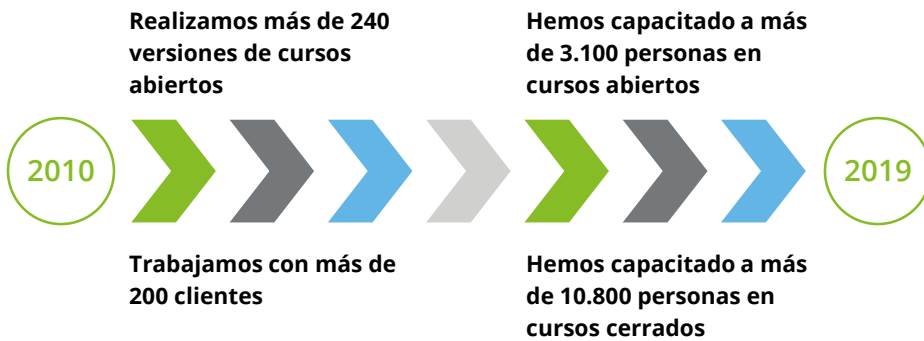 Realizamos más de 240
versiones de cursos
abiertos
Hemos capacitado a más
de 3.100 personas en
cursos abiertos
2010
2019
Trabajamos con más de
200 clientes
Hemos capacitado a más
de 10.800 personas en
cursos cerrados